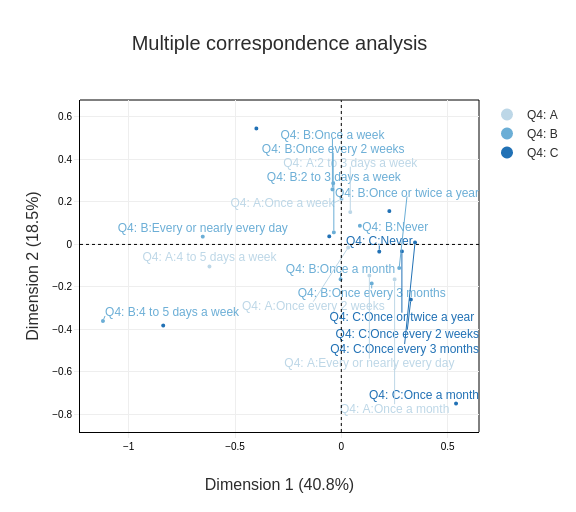 Multiple correspondence analysis
Q4: A
Q4: B
Q4: C
0.6
0.4
0.2
0
−0.2
−0.4
−0.6
−0.8
Dimension 2 (18.5%)
Q4: B:Once a week
Q4: B:Once every 2 weeks
Q4: A:2 to 3 days a week
Q4: B:2 to 3 days a week
Q4: B:Once or twice a year
Q4: A:Once a week
Q4: B:Every or nearly every day
Q4: B:Never
Q4: C:Never
Q4: A:4 to 5 days a week
Q4: B:Once a month
Q4: B:Once every 3 months
Q4: A:Once every 2 weeks
Q4: B:4 to 5 days a week
Q4: C:Once or twice a year
Q4: C:Once every 2 weeks
Q4: C:Once every 3 months
Q4: A:Every or nearly every day
Q4: C:Once a month
Q4: A:Once a month
−1
−0.5
0
0.5
Dimension 1 (40.8%)